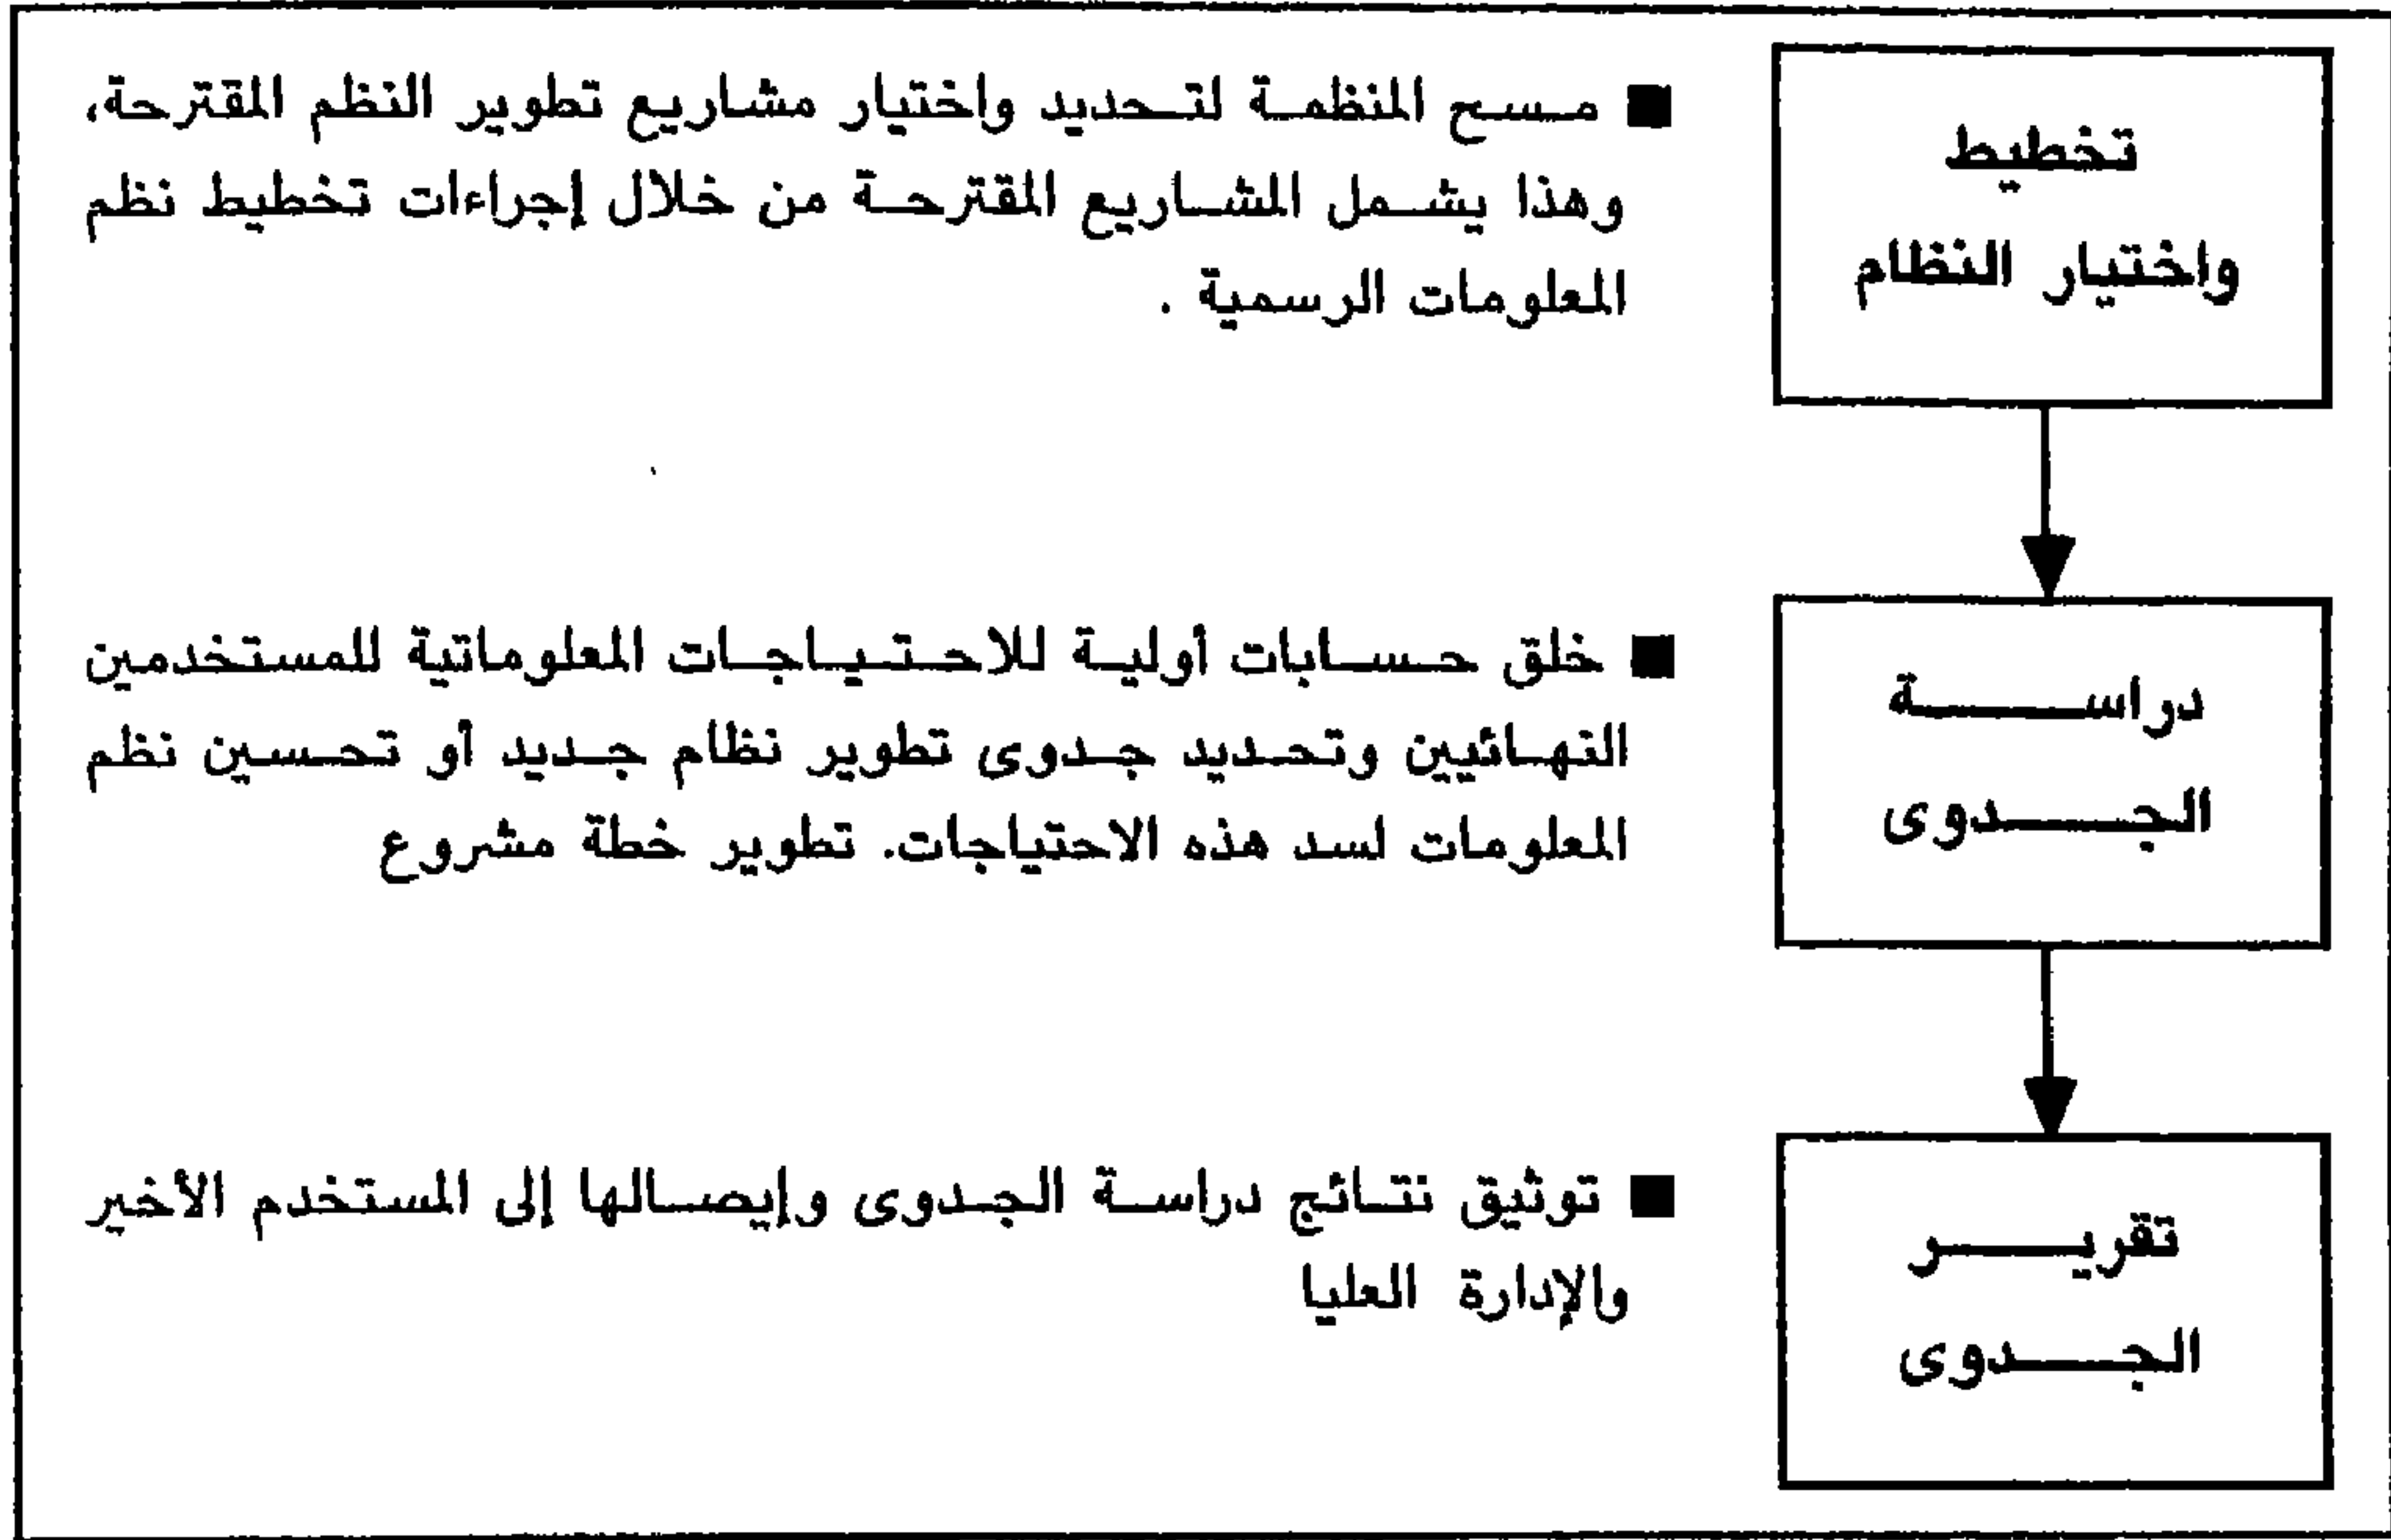 تخطيط
واختيار النظام
■ مسح المنظمة لتحديد واختيار مشاريع تطوير النظم المقترحة،
وهذا يشمل المشاريع المقترحة من خلال إجراءات تخطيط نظم
المعلومات الرسمية .
دراسة
الجدوى
■ خلق حسابات أولية للاحتياجات المعلوماتية للمستخدمين
النهائيين وتحديد جدوى تطوير نظام جديد أو تحسين نظم
المعلومات لسد هذه الاحتياجات. تطوير خطة مشروع
تقرير
الجدوى
■ توثيق نتائج دراسة الجدوى وإيصالها إلى المستخدم الأخير
والإدارة العليا